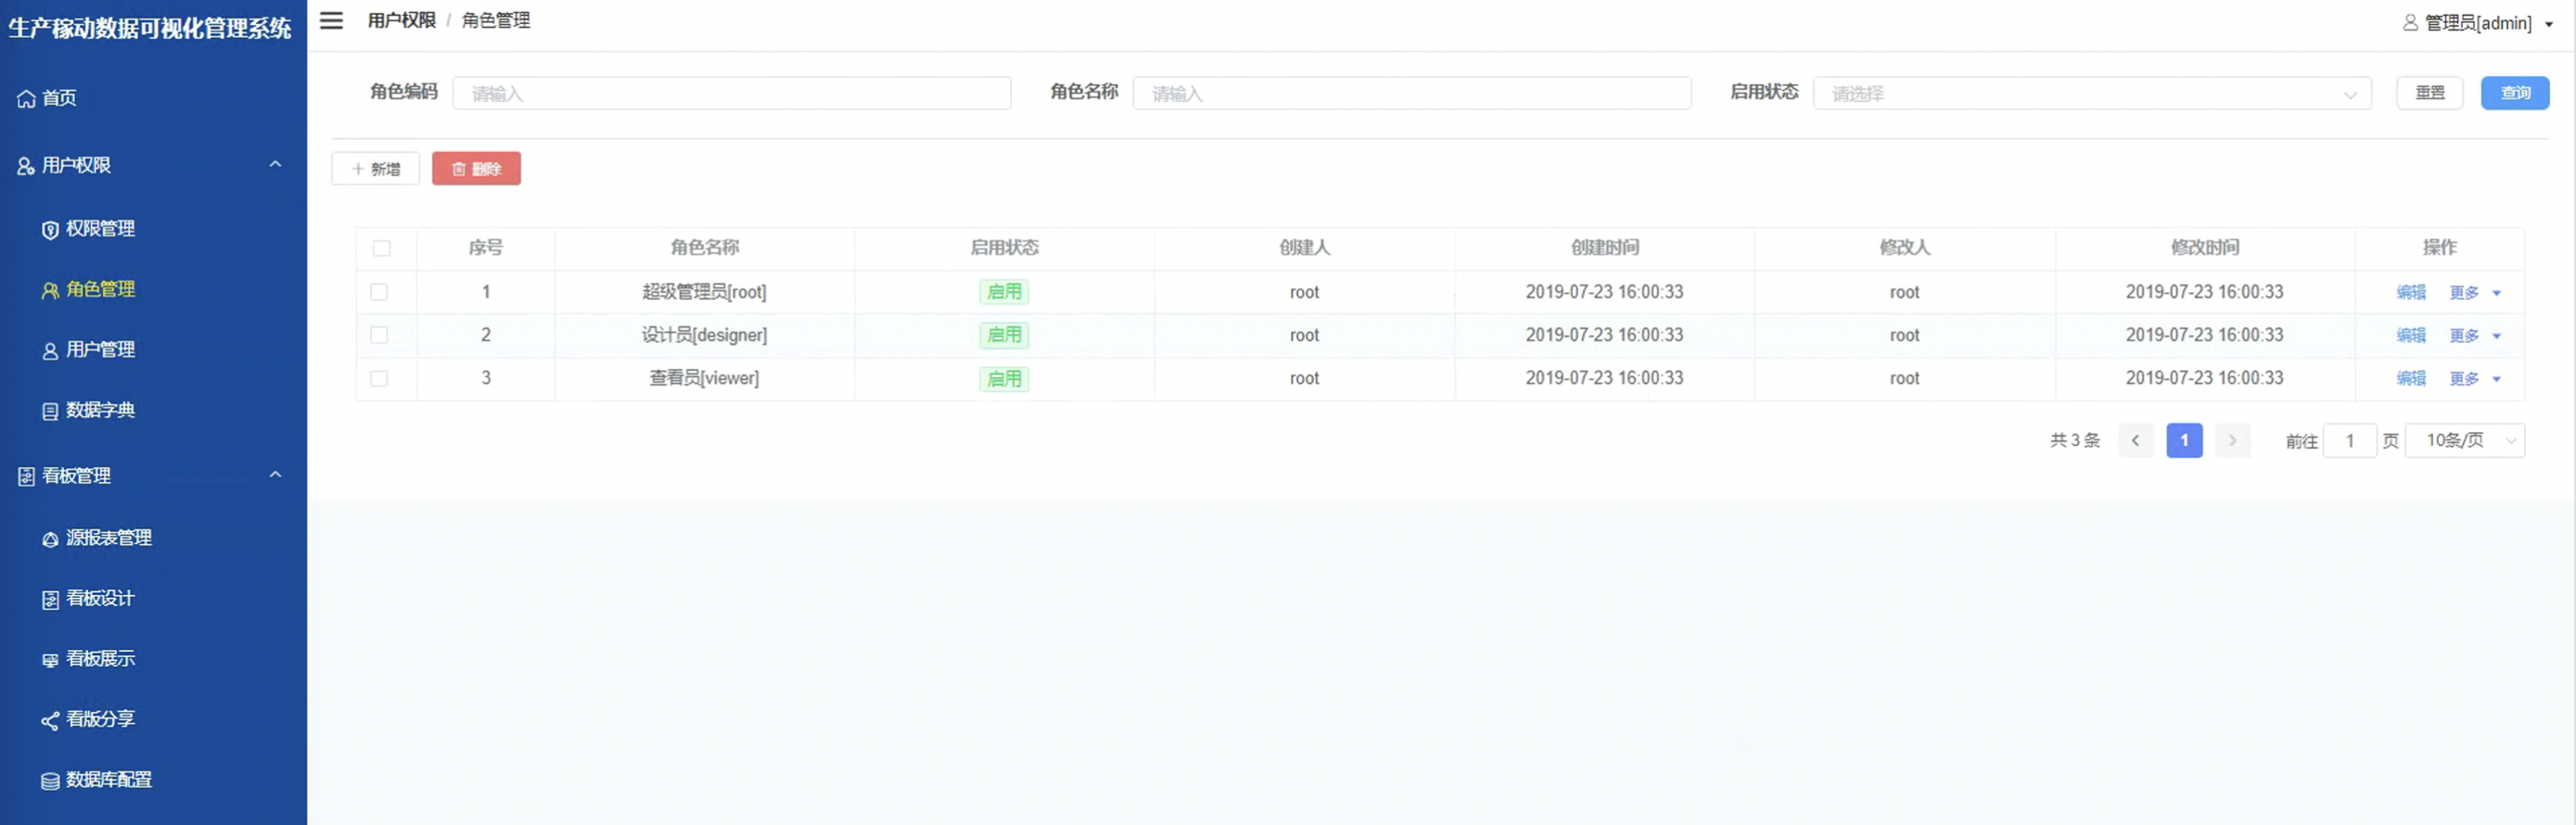 生产稼动数据可视化管理系统
首页
用户权限
权限管理
角色管理
用户管理
数据字典
看板管理
源报表管理
看板设计
看板展示
看版分享
数据库配置
用户权限 / 角色管理
管理员[admin]
角色编码 请输入 角色名称 请输入 启用状态 请选择 重置 查询
新增 删除
序号 角色名称 启用状态 创建人 创建时间 修改人 修改时间 操作
1 超级管理员[root] 启用 root 2019-07-23 16:00:33 root 2019-07-23 16:00:33 编辑 更多
2 设计员[designer] 启用 root 2019-07-23 16:00:33 root 2019-07-23 16:00:33 编辑 更多
3 查看员[viewer] 启用 root 2019-07-23 16:00:33 root 2019-07-23 16:00:33 编辑 更多
共 3 条 1 前往 1 页 10条/页